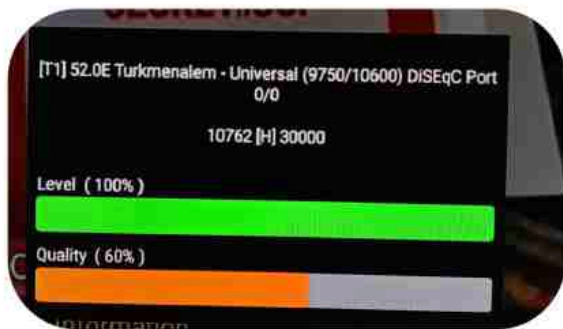 [T1] 52.0E Turkmenalem - Universal (9750/10600) DiSEqC Port
0/0
10762 [H] 30000
Level ( 100% )
Quality ( 60% )